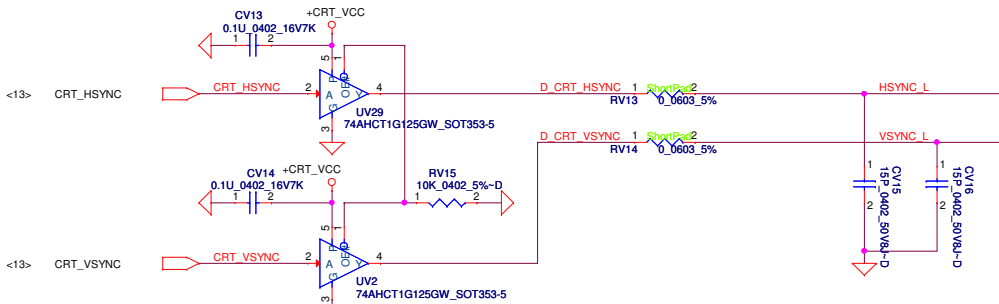 CV13
0.1U_0402_16V7K
+CRT_VCC
1
2
5
1
P
OE#
<13> CRT_HSYNC
CRT_HSYNC
2
A
Y
4
G
3
UV29
74AHCT1G125GW_SOT353-5
D_CRT_HSYNC
1
ShortPad
2
RV13
0_0603_5%
HSYNC_L
D_CRT_VSYNC
1
ShortPad
2
RV14
0_0603_5%
VSYNC_L
CV14
0.1U_0402_16V7K
+CRT_VCC
1
2
RV15
10K_0402_5%~D
1
2
1
2
CV15
15P_0402_50V8J~D
1
2
CV16
15P_0402_50V8J~D
5
1
P
OE#
<13> CRT_VSYNC
CRT_VSYNC
2
A
Y
4
G
3
UV2
74AHCT1G125GW_SOT353-5